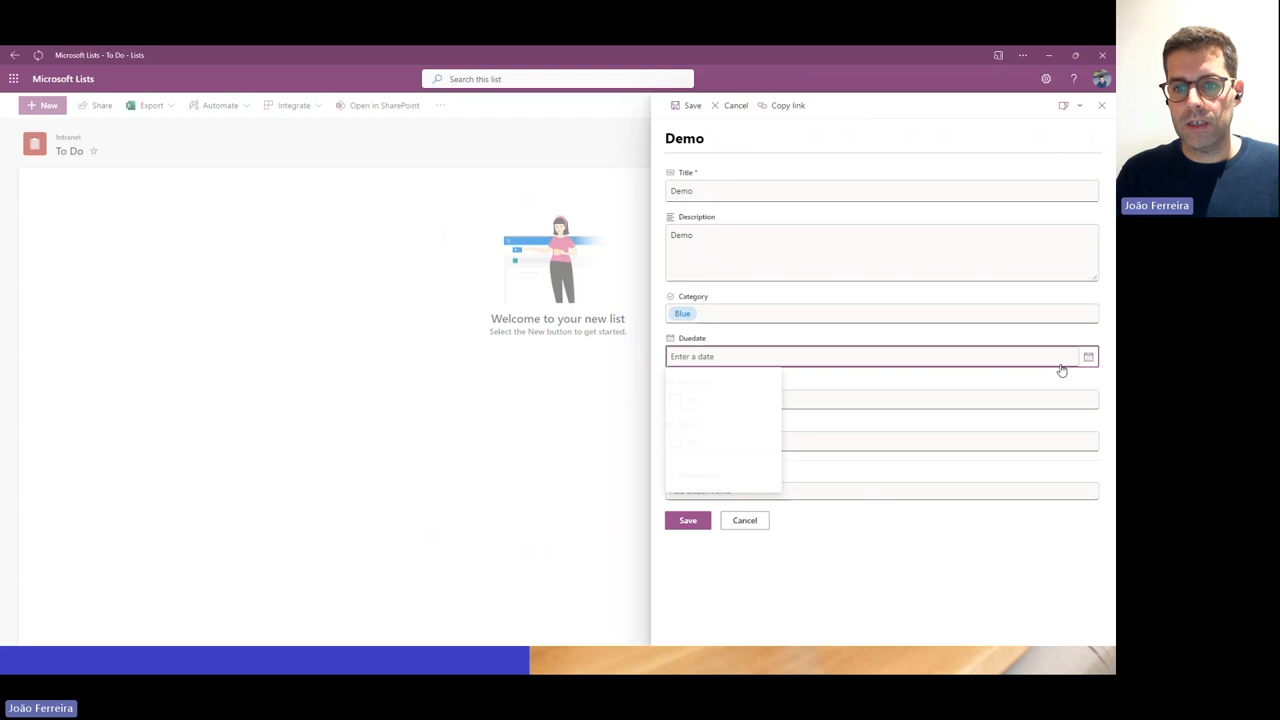 Microsoft Lists - To Do - Lists
Microsoft Lists
Search this list
New
Share
Export
Automate
Integrate
Open in SharePoint
Save
Cancel
Copy link
Intranet
To Do
Demo
Title *
Demo
Description
Demo
Category
Blue
Duedate
Enter a date
Welcome to your new list
Select the New button to get started.
Save
Cancel
João Ferreira
João Ferreira